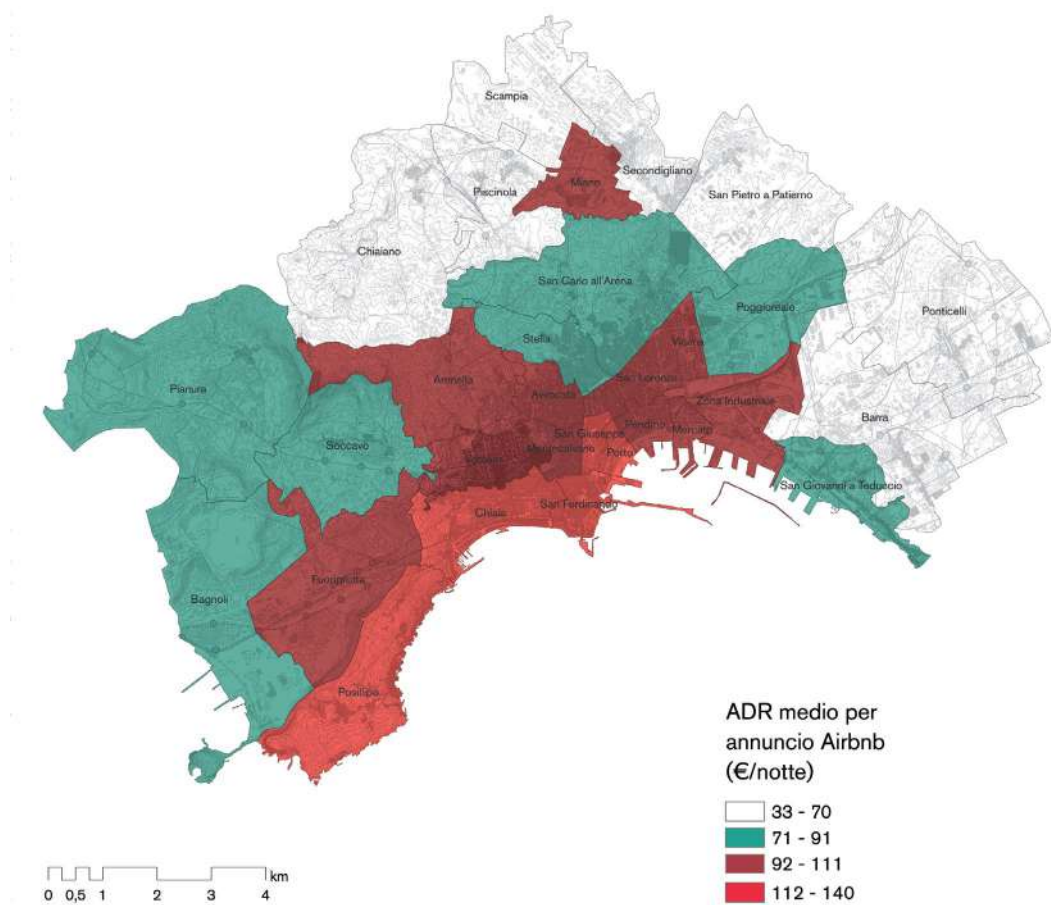 Scampia
Miano
Secondigliano
Piscinola
San Pietro a Patierno
Chiaiano
San Carlo all'Arena
Poggioreale
Ponticelli
Stella
Vicaria
Pianura
Arenella
San Lorenzo
Avvocata
Zona Industriale
Barra
Soccavo
Pendino
Mercato
San Giuseppe
Montecalvario
Porto
Vomero
San Giovanni a Teduccio
Chiaia
San Ferdinando
Fuorigrotta
Bagnoli
Posillipo
ADR medio per
annuncio Airbnb
(€/notte)
33 - 70
71 - 91
92 - 111
112 - 140
km
0 0,5 1 2 3 4